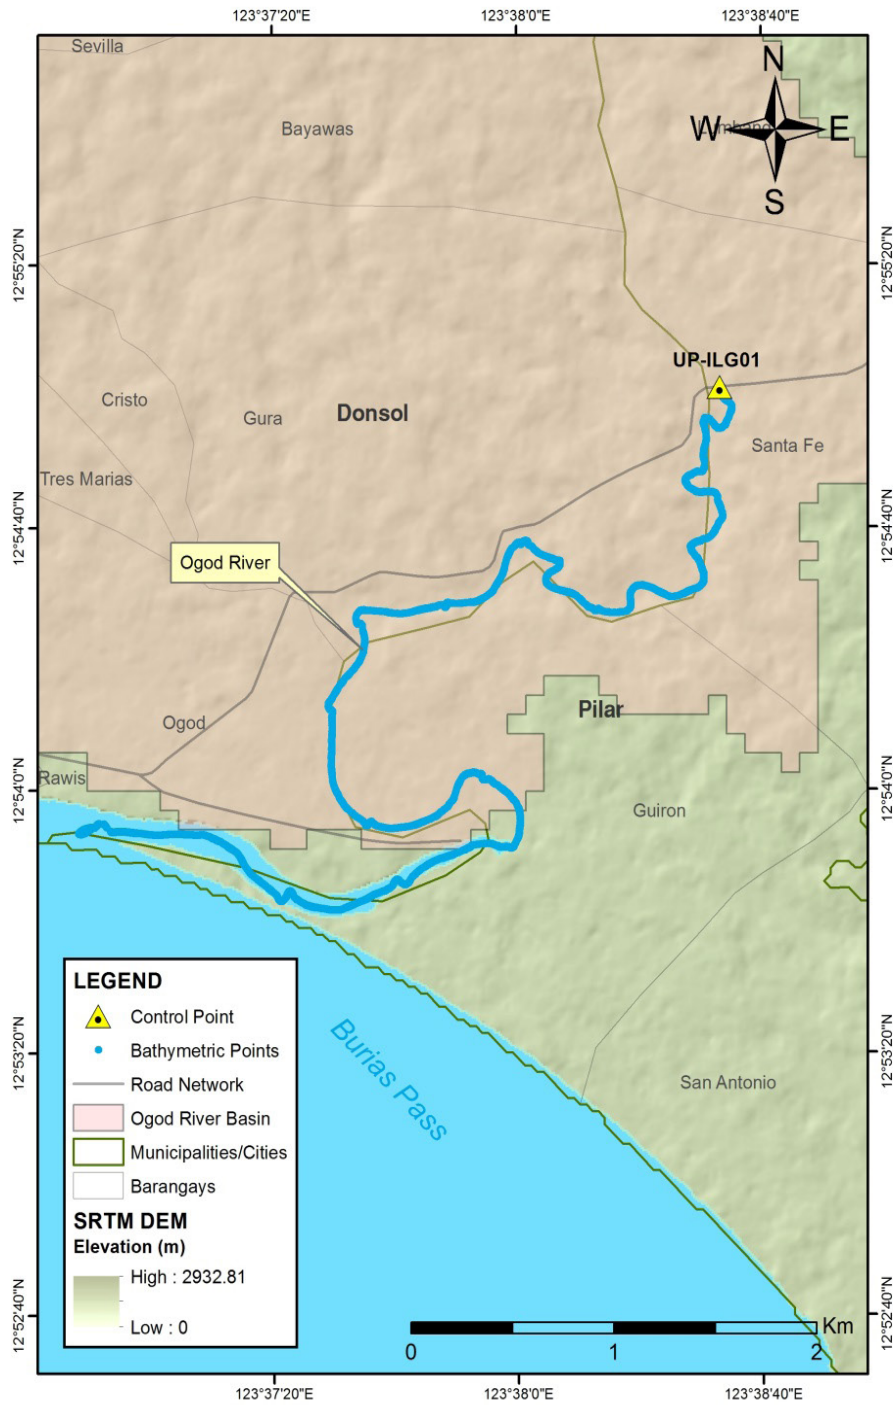 123°37'20"E
123°38'0"E
123°38'40"E
Sevilla
N
Bayawas
W
E
S
12°55'20"N
12°55'20"N
UP-ILG01
Cristo
Gura
Donsol
Santa Fe
Tres Marias
12°54'40"N
12°54'40"N
Ogod River
Ogod
Pilar
Rawis
12°54'0"N
12°54'0"N
Guiron
LEGEND
Control Point
Bathymetric Points
Road Network
Ogod River Basin
Municipalities/Cities
Barangays
SRTM DEM
Elevation (m)
High : 2932.81
Low : 0
Burias Pass
12°53'20"N
12°53'20"N
San Antonio
12°52'40"N
12°52'40"N
Km
0
1
2
123°37'20"E
123°38'0"E
123°38'40"E